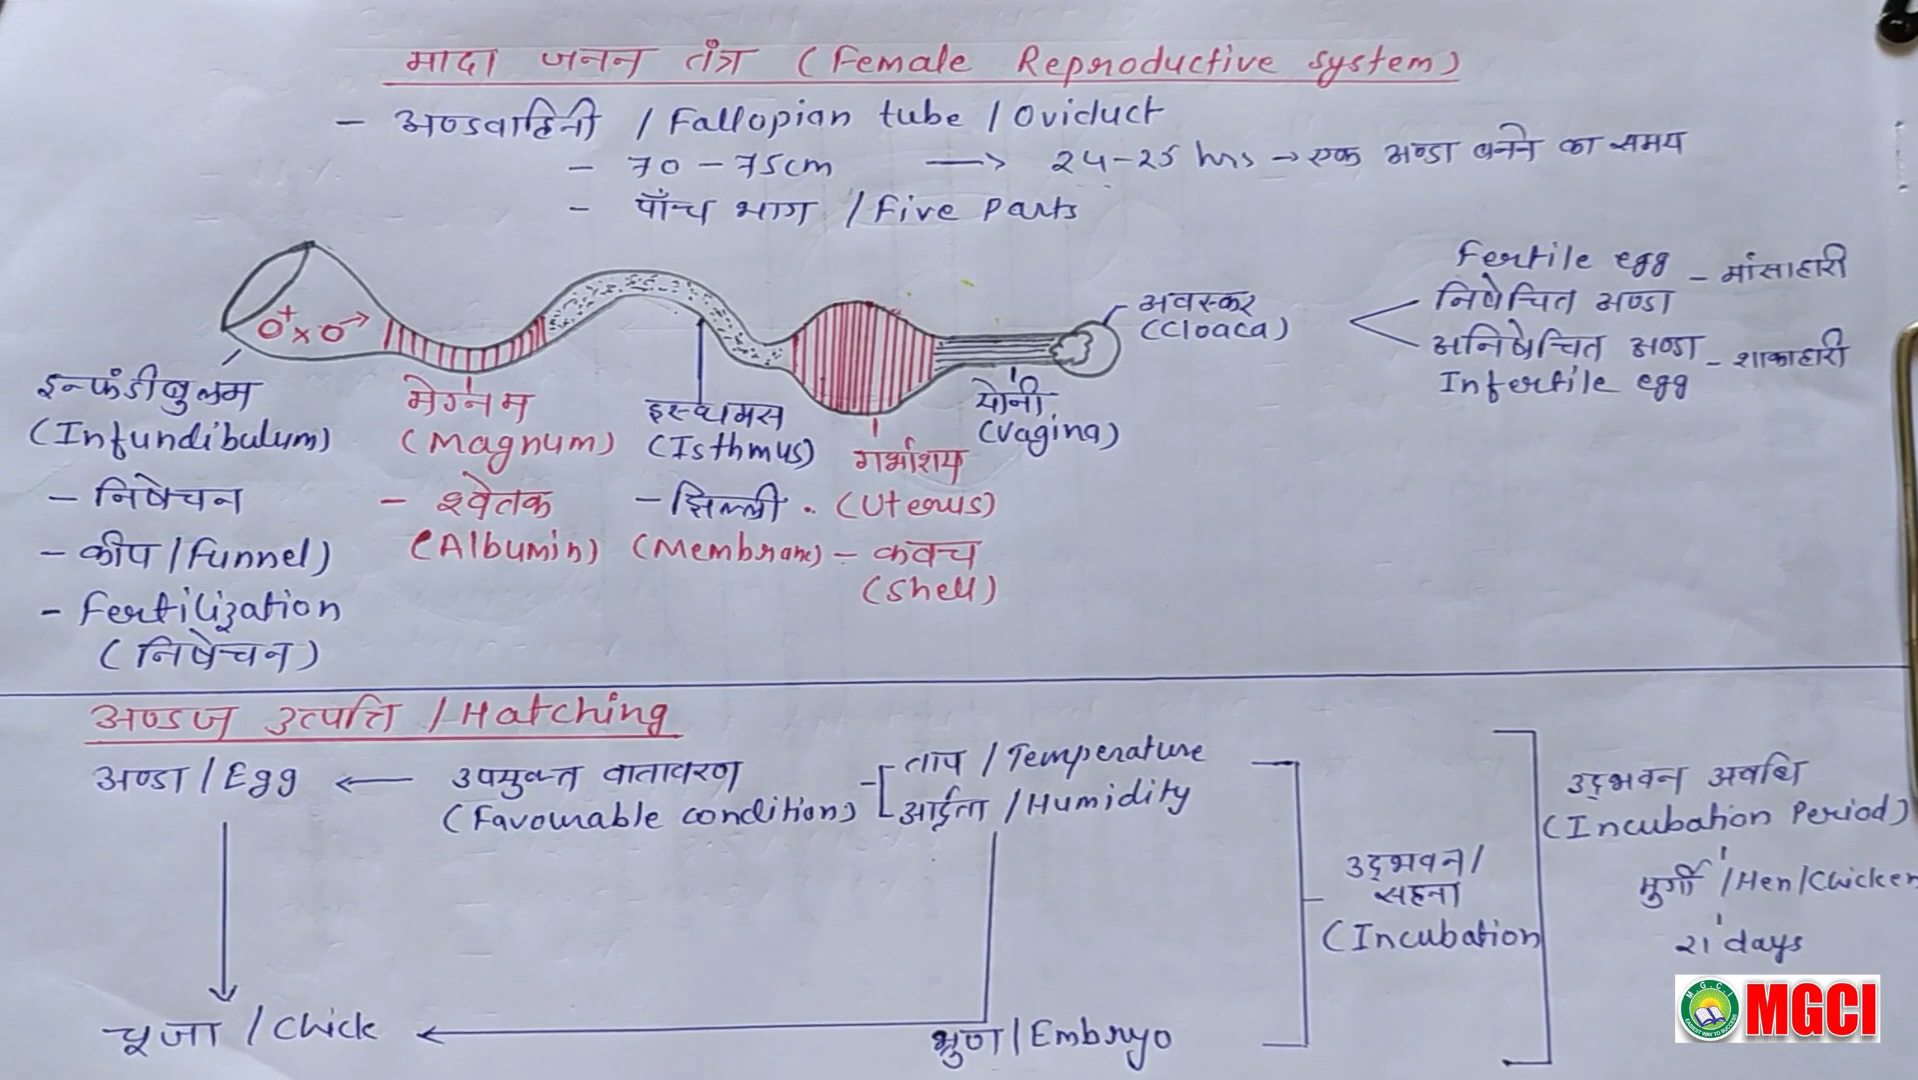 मादा जनन तंत्र (Female Reproductive system)
- अण्डवाहिनी / Fallopian tube / Oviduct
- 70-75cm → 24-25 hrs → एक अण्डा बनने का समय
- पाँच भाग / Five Parts
Fertile egg - मांसाहारी
निषेचित अण्डा
अनिषेचित अण्डा - शाकाहारी
Infertile egg
अवस्कर
(Cloaca)
O+ x O→
इन्फंडीबुलम
(Infundibulum)
- निषेचन
- कीप / Funnel)
- Fertilization
(निषेचन)
मेग्नम
(Magnum)
- श्वेतक
(Albumin)
इस्थमस
(Isthmus)
- झिल्ली
(Membrane)
गर्भाशय
(Uterus)
- कवच
(Shell)
योनी
(Vagina)
अण्डज उत्पत्ति / Hatching
अण्डा / Egg ← उपयुक्त वातावरण
(Favourable condition)
ताप / Temperature
आर्द्रता / Humidity
उद्‌भवन /
सहना
(Incubation
उद्‌भवन अवधि
(Incubation Period)
मुर्गी / Hen / Chicken
21 days
चूजा / Chick ← भ्रुण / Embryo
M.G.C.I
EASIEST WAY TO SUCCESS
MGCI